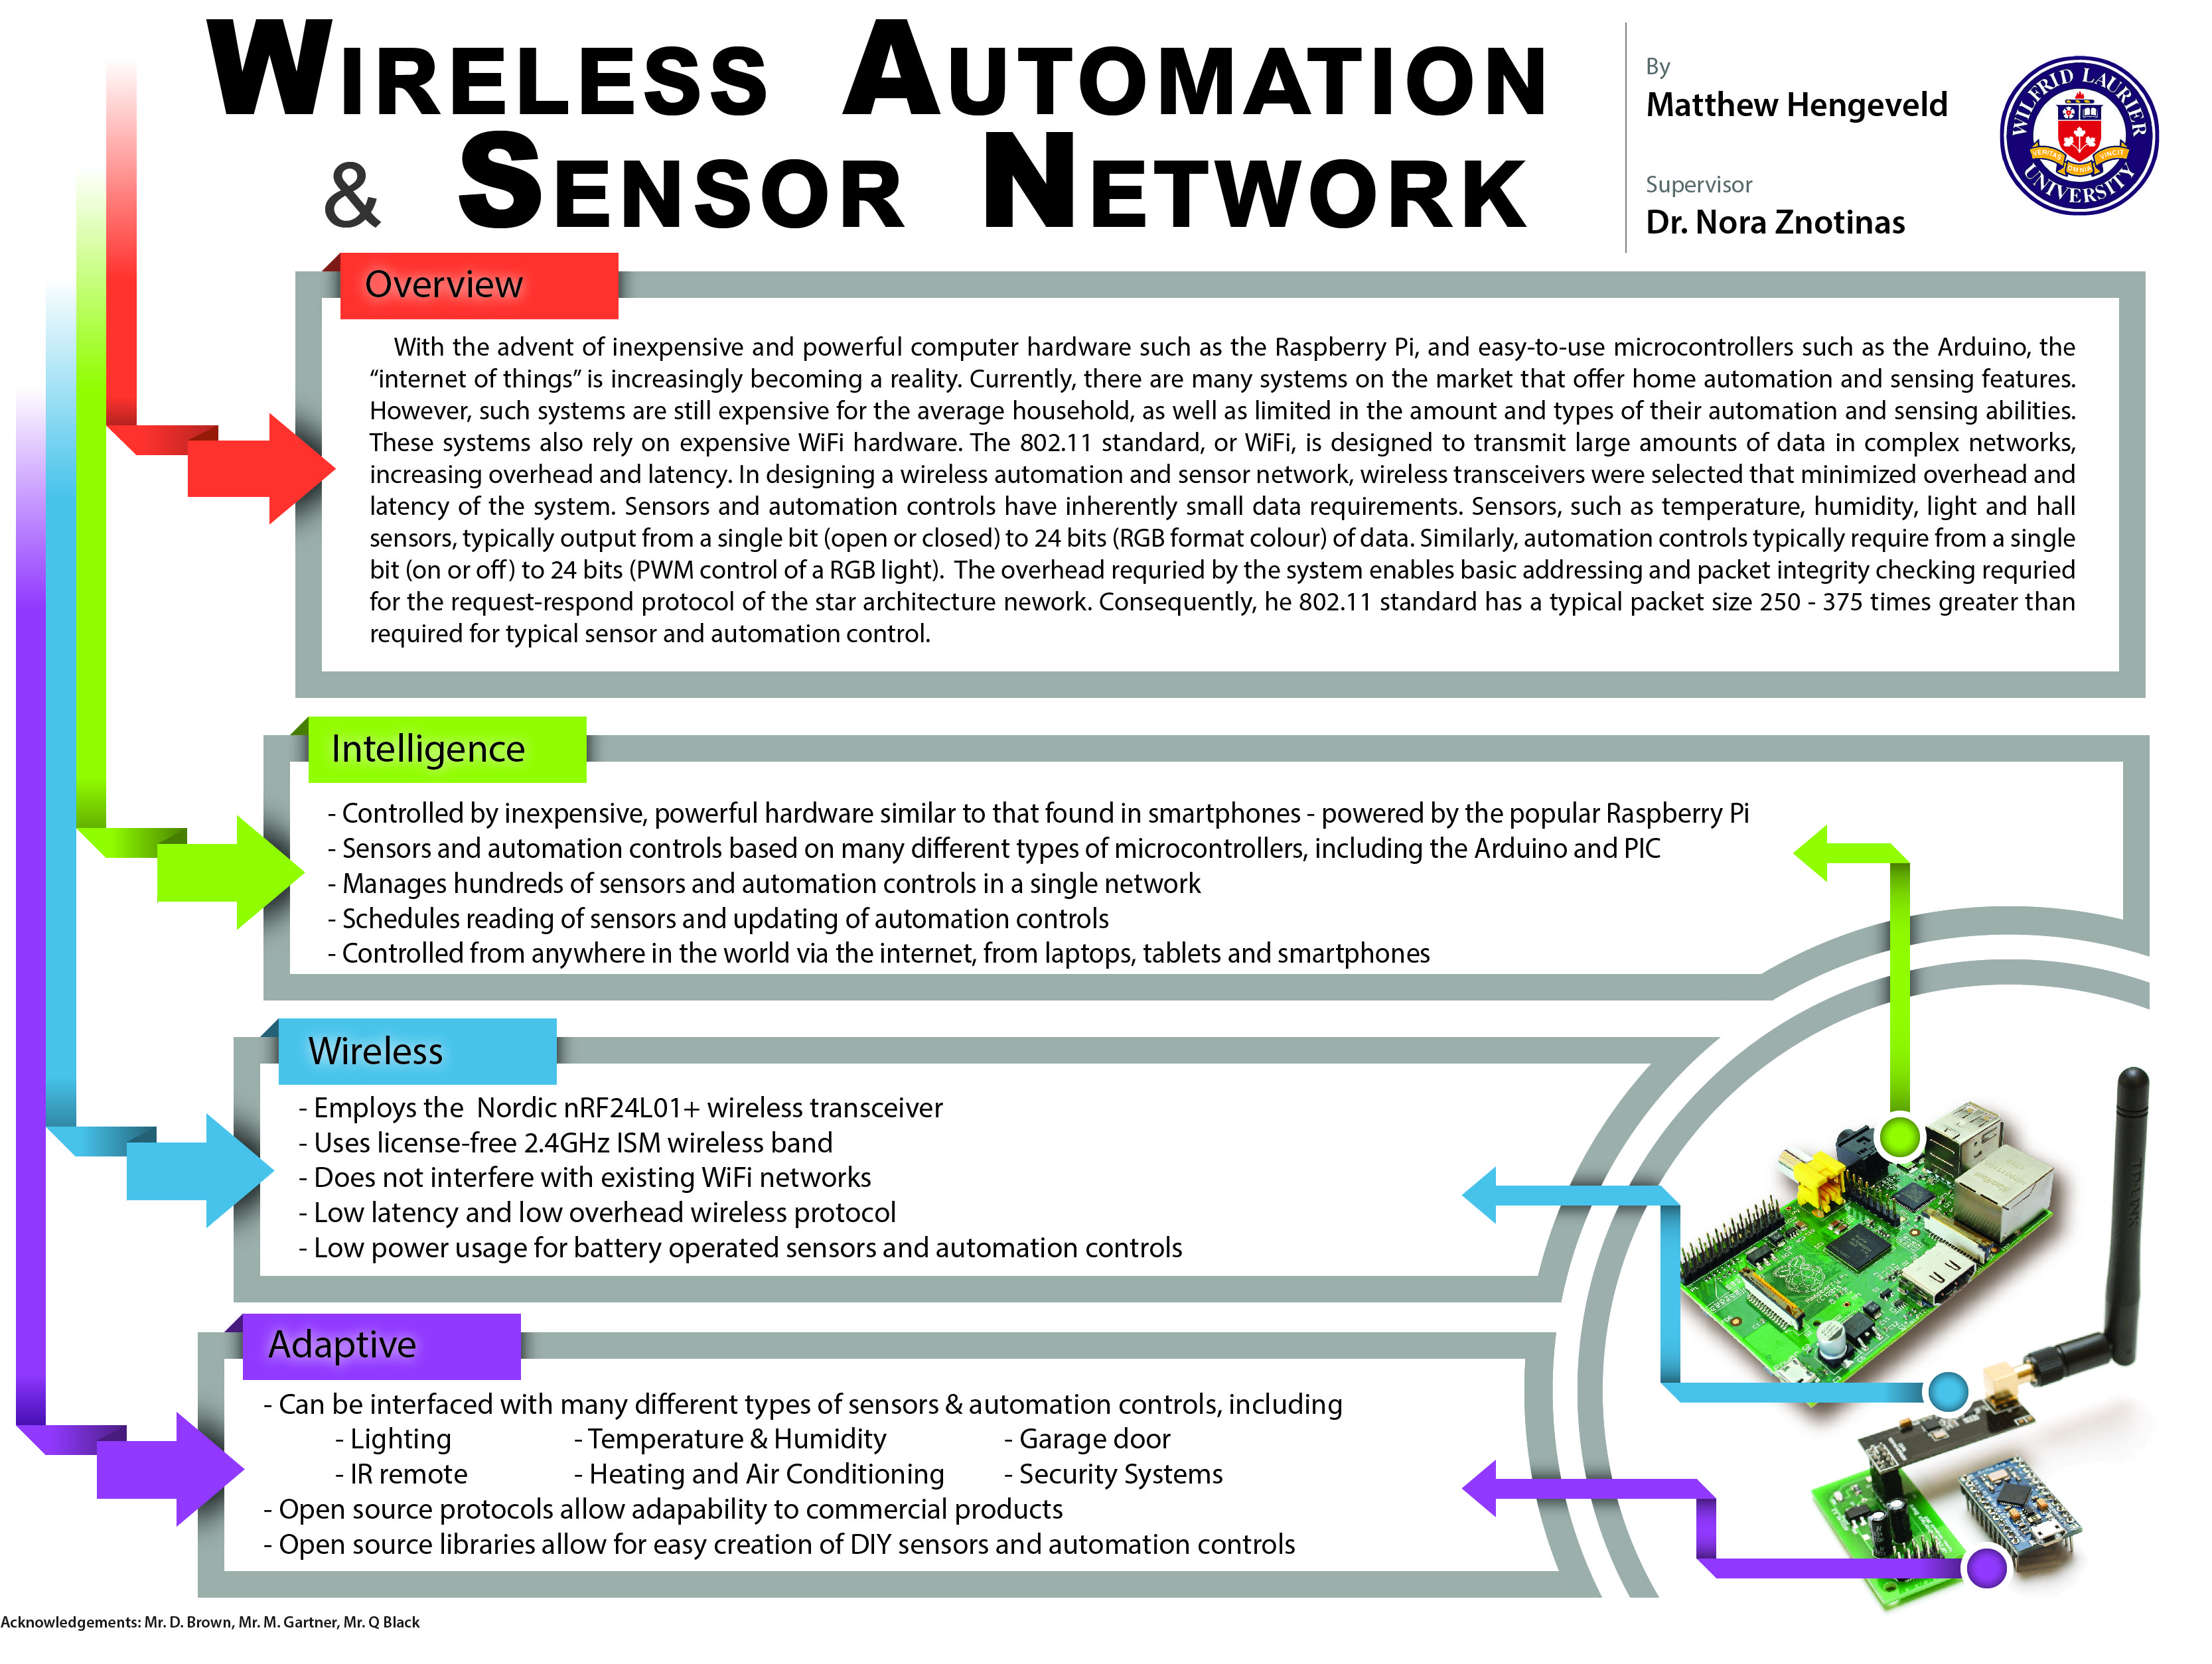 WIRELESS AUTOMATION
& SENSOR NETWORK
By
Matthew Hengeveld
Supervisor
Dr. Nora Znotinas
WILFRID LAURIER
UNIVERSITY
VERITAS
OMNIA
VINCIT
Overview
With the advent of inexpensive and powerful computer hardware such as the Raspberry Pi, and easy-to-use microcontrollers such as the Arduino, the
“internet of things” is increasingly becoming a reality. Currently, there are many systems on the market that offer home automation and sensing features.
However, such systems are still expensive for the average household, as well as limited in the amount and types of their automation and sensing abilities.
These systems also rely on expensive WiFi hardware. The 802.11 standard, or WiFi, is designed to transmit large amounts of data in complex networks,
increasing overhead and latency. In designing a wireless automation and sensor network, wireless transceivers were selected that minimized overhead and
latency of the system. Sensors and automation controls have inherently small data requirements. Sensors, such as temperature, humidity, light and hall
sensors, typically output from a single bit (open or closed) to 24 bits (RGB format colour) of data. Similarly, automation controls typically require from a single
bit (on or off) to 24 bits (PWM control of a RGB light). The overhead requried by the system enables basic addressing and packet integrity checking requried
for the request-respond protocol of the star architecture nework. Consequently, he 802.11 standard has a typical packet size 250 - 375 times greater than
required for typical sensor and automation control.
Intelligence
- Controlled by inexpensive, powerful hardware similar to that found in smartphones - powered by the popular Raspberry Pi
- Sensors and automation controls based on many different types of microcontrollers, including the Arduino and PIC
- Manages hundreds of sensors and automation controls in a single network
- Schedules reading of sensors and updating of automation controls
- Controlled from anywhere in the world via the internet, from laptops, tablets and smartphones
Wireless
- Employs the Nordic nRF24L01+ wireless transceiver
- Uses license-free 2.4GHz ISM wireless band
- Does not interfere with existing WiFi networks
- Low latency and low overhead wireless protocol
- Low power usage for battery operated sensors and automation controls
TP-LINK
Adaptive
- Can be interfaced with many different types of sensors & automation controls, including
- Lighting - Temperature & Humidity - Garage door
- IR remote - Heating and Air Conditioning - Security Systems
- Open source protocols allow adapability to commercial products
- Open source libraries allow for easy creation of DIY sensors and automation controls
Acknowledgements: Mr. D. Brown, Mr. M. Gartner, Mr. Q Black